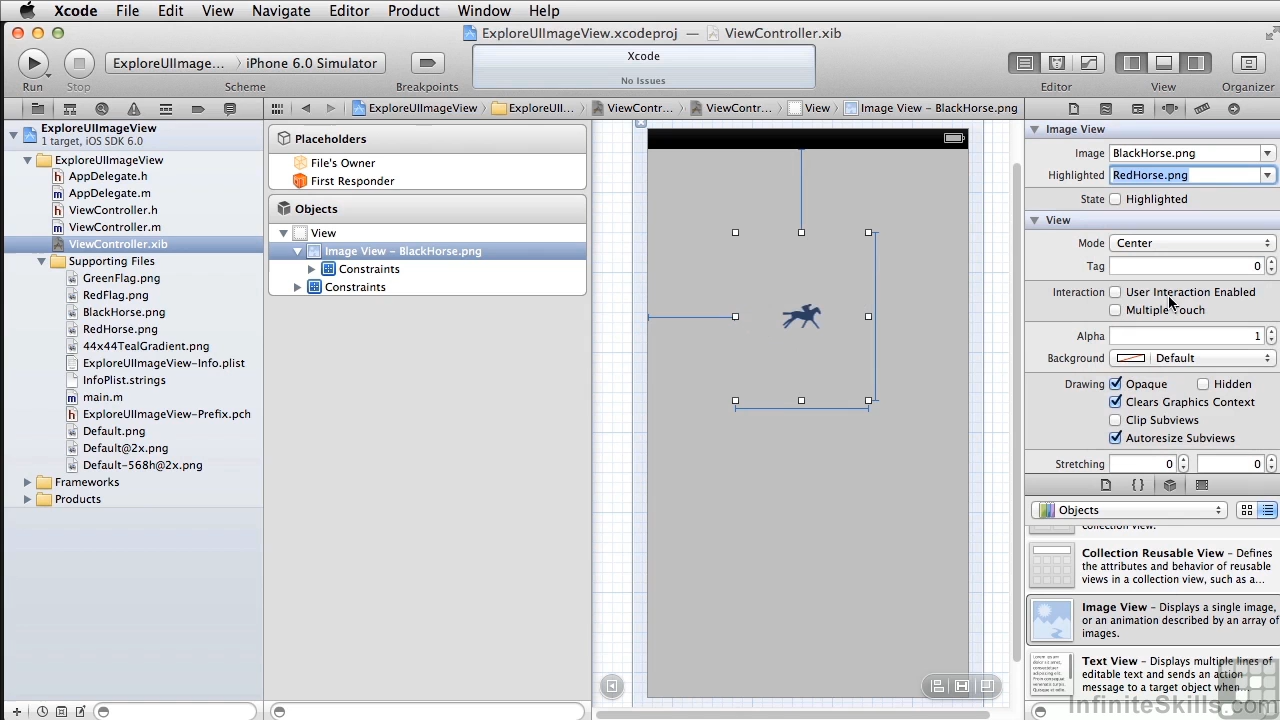 Xcode File Edit View Navigate Editor Product Window Help
ExploreUIImageView.xcodeproj — ViewController.xib
ExploreUIImage... iPhone 6.0 Simulator
Xcode
No Issues
Run Stop Scheme Breakpoints Editor View Organizer
ExploreUIImageView ExploreUII... ViewContr... ViewContr... View Image View – BlackHorse.png
ExploreUIImageView
1 target, iOS SDK 6.0
ExploreUIImageView
AppDelegate.h
AppDelegate.m
ViewController.h
ViewController.m
ViewController.xib
Supporting Files
GreenFlag.png
RedFlag.png
BlackHorse.png
RedHorse.png
44x44TealGradient.png
ExploreUIImageView-Info.plist
InfoPlist.strings
main.m
ExploreUIImageView-Prefix.pch
Default.png
Default@2x.png
Default-568h@2x.png
Frameworks
Products
Placeholders
File's Owner
First Responder
Objects
View
Image View – BlackHorse.png
Constraints
Constraints
Image View
Image BlackHorse.png
Highlighted RedHorse.png
State Highlighted
View
Mode Center
Tag 0
Interaction User Interaction Enabled
Multiple Touch
Alpha 1
Background Default
Drawing Opaque Hidden
Clears Graphics Context
Clip Subviews
Autoresize Subviews
Stretching 0 0
{ }
Objects
collection view.
Collection Reusable View – Defines
the attributes and behavior of reusable
views in a collection view, such as a...
Image View – Displays a single image,
or an animation described by an array of
images.
Text View – Displays multiple lines of
editable text and sends an action
message to a target object when...
InfiniteSkills.com